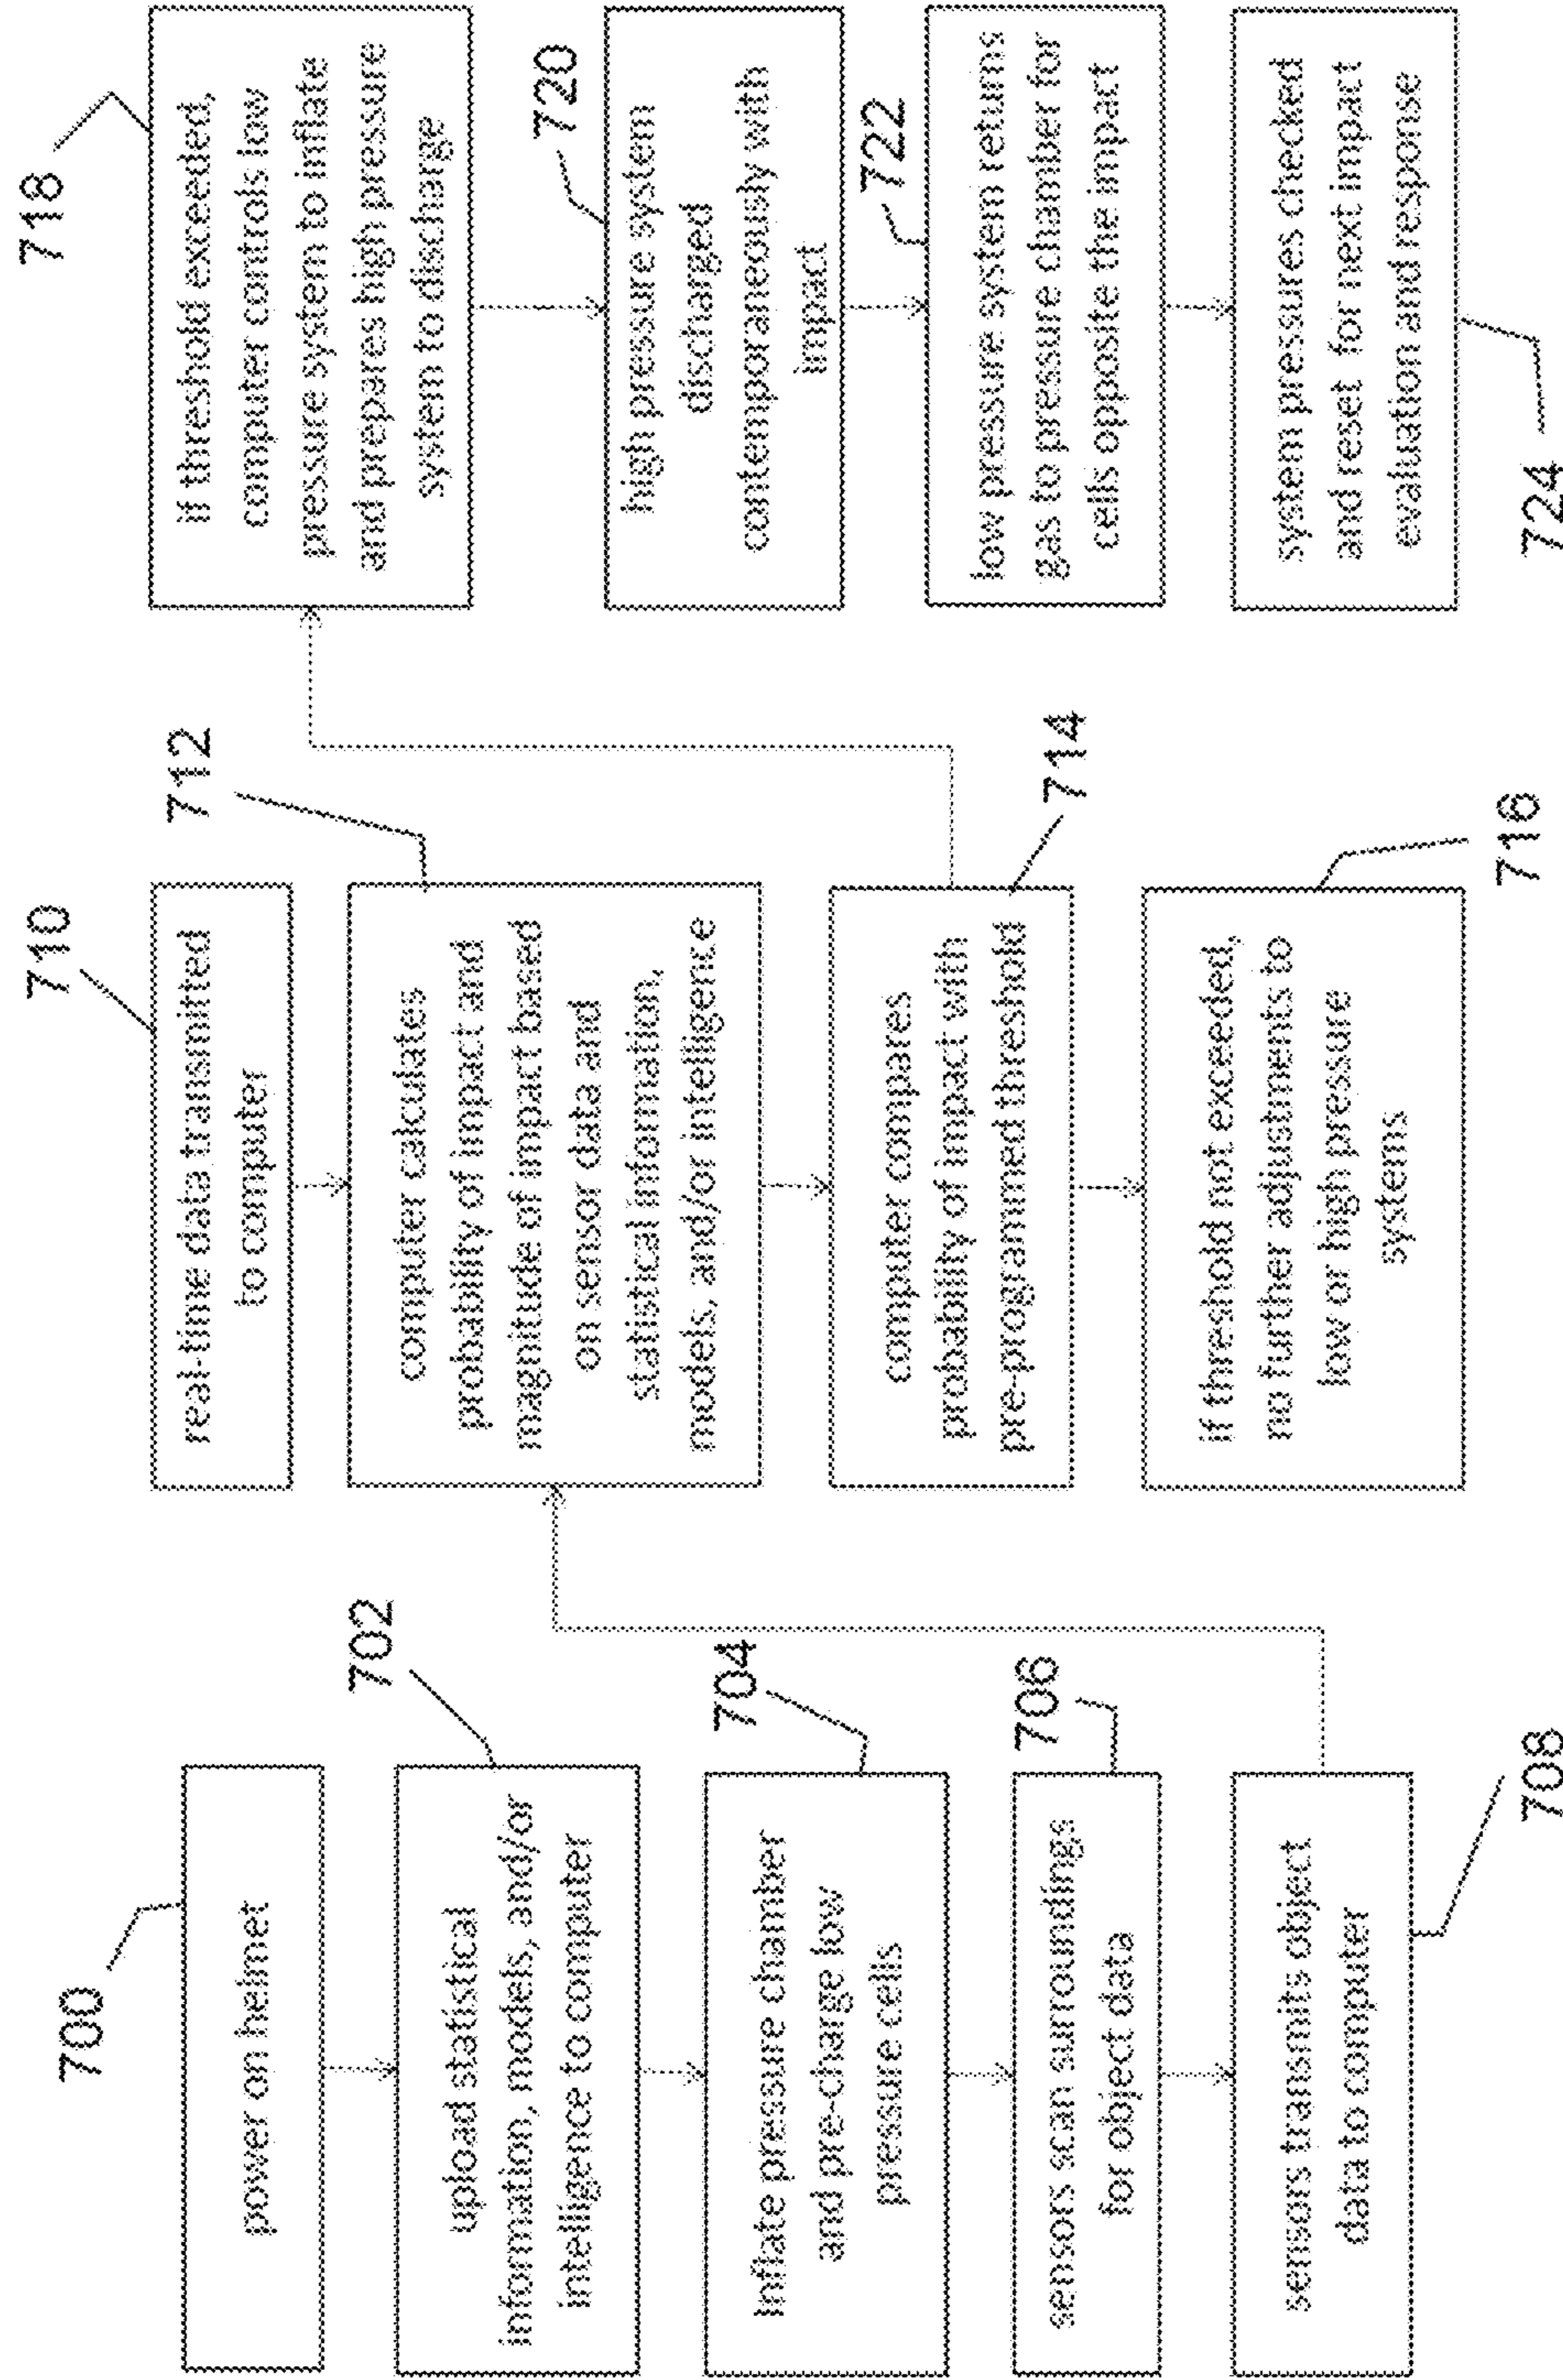 700
power on helmet
702
upload statistical
information, models, and/or
intelligence to computer
704
inflate pressure chamber
and pre-charge low
pressure cells
706
sensors scan surroundings
for object data
sensors transmits object
data to computer
708
710
real-time data transmitted
to computer
712
computer calculates
probability of impact and
magnitude of impact based
on sensor data and
statistical information,
models, and/or intelligence
computer compares
probability of impact with
pre-programmed threshold
714
if threshold not exceeded,
no further adjustments to
low or high pressure
systems
716
718
if threshold exceeded,
computer controls low
pressure system to inflate
and prepares high pressure
system to discharge
720
high pressure system
discharged
contemporaneously with
impact
722
low pressure system returns
gas to pressure chamber for
cells opposite the impact
system pressures checked
and reset for next impact
evaluation and response
724